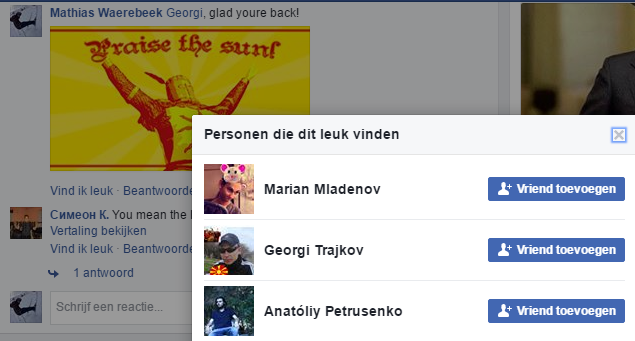 Mathias Waerebeek Georgi, glad youre back!
Praise the sun!
Vind ik leuk · Beantwoorde
Симеон К. You mean the
Vertaling bekijken
Vind ik leuk · Beantwoorde
1 antwoord
Schrijf een reactie...
Personen die dit leuk vinden
Marian Mladenov
Vriend toevoegen
Georgi Trajkov
Vriend toevoegen
Anatóliy Petrusenko
Vriend toevoegen